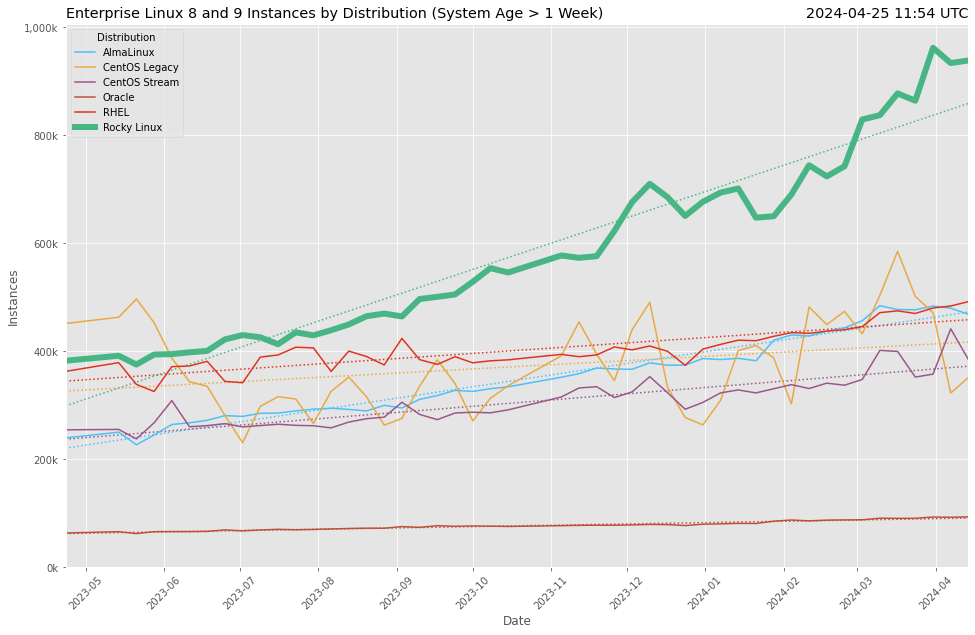 Enterprise Linux 8 and 9 Instances by Distribution (System Age > 1 Week)
2024-04-25 11:54 UTC
1,000k
800k
600k
400k
200k
0k
Instances
Distribution
AlmaLinux
CentOS Legacy
CentOS Stream
Oracle
RHEL
Rocky Linux
2023-05
2023-06
2023-07
2023-08
2023-09
2023-10
2023-11
2023-12
2024-01
2024-02
2024-03
2024-04
Date